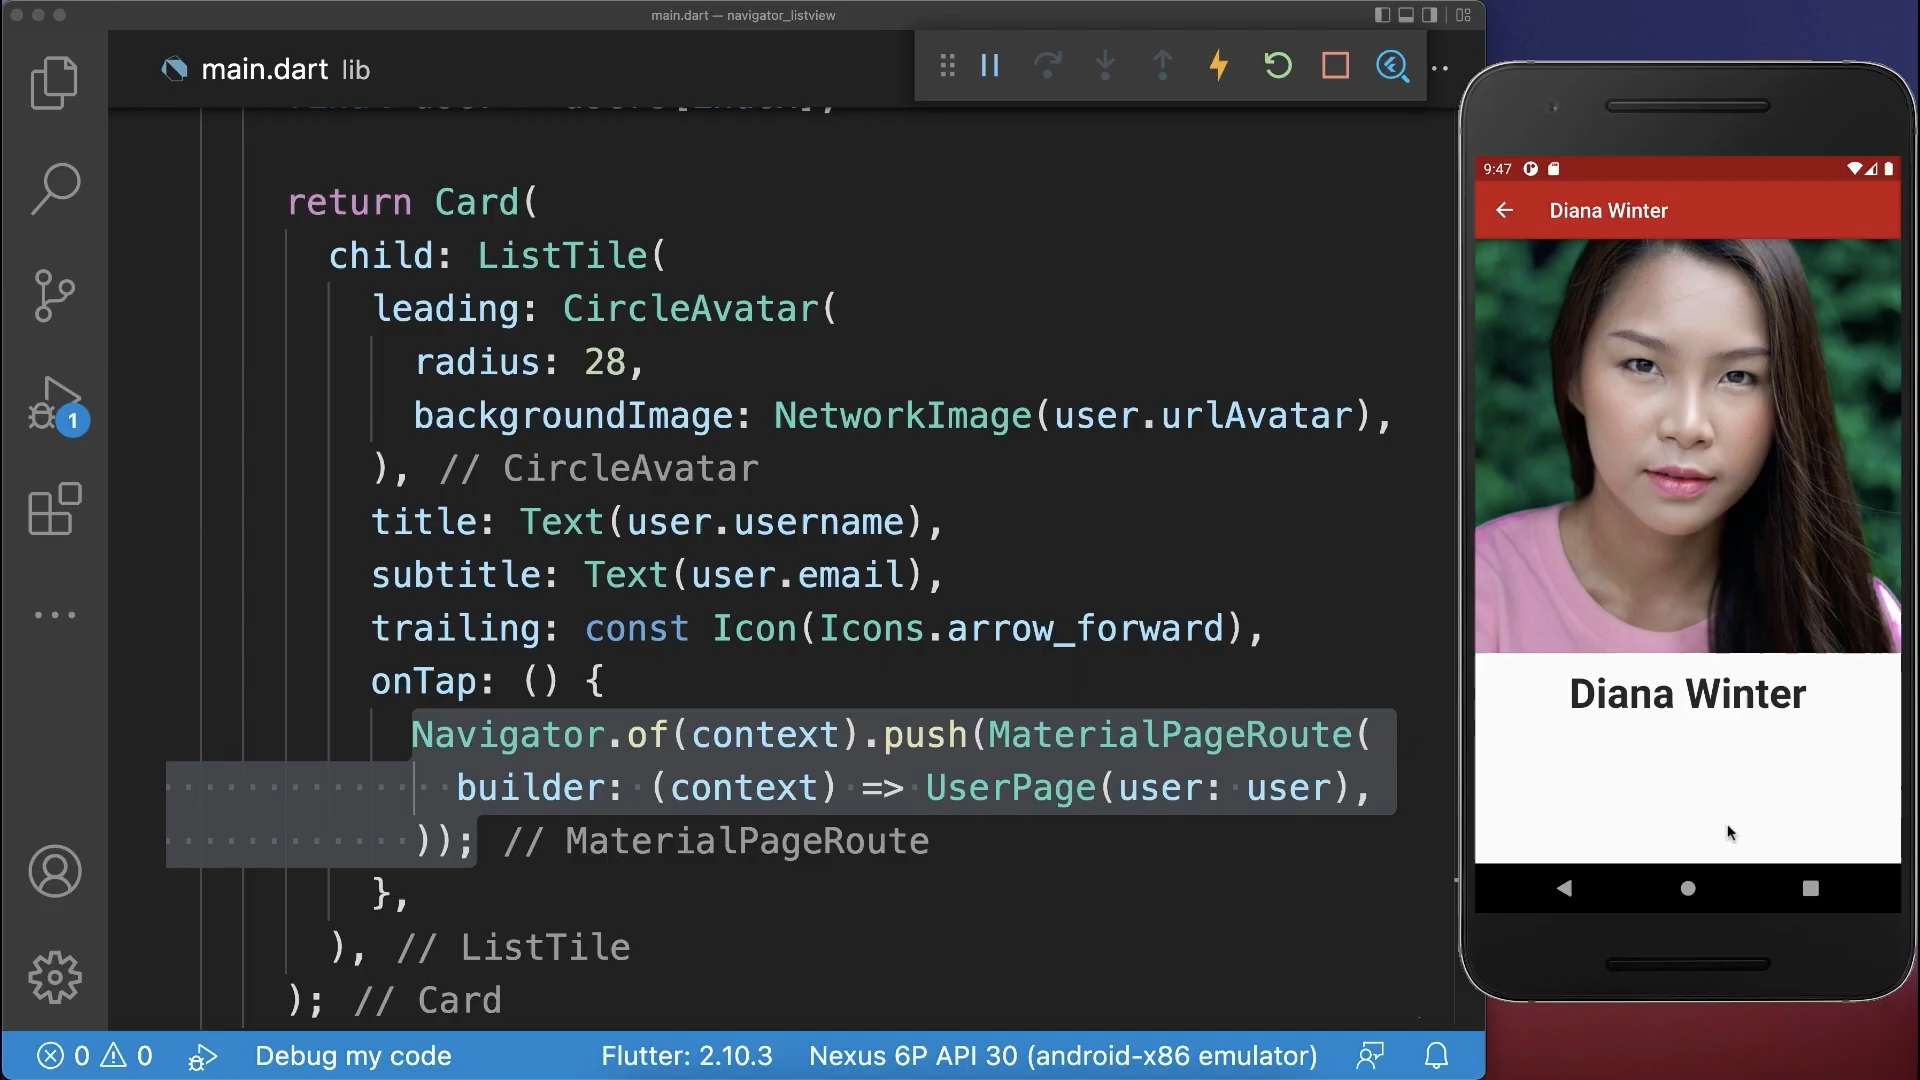 main.dart — navigator_listview
main.dart lib
return Card(
child: ListTile(
leading: CircleAvatar(
radius: 28,
backgroundImage: NetworkImage(user.urlAvatar),
), // CircleAvatar
title: Text(user.username),
subtitle: Text(user.email),
trailing: const Icon(Icons.arrow_forward),
onTap: () {
Navigator.of(context).push(MaterialPageRoute(
builder: (context) => UserPage(user: user),
)); // MaterialPageRoute
},
), // ListTile
); // Card
1
0 0 Debug my code Flutter: 2.10.3 Nexus 6P API 30 (android-x86 emulator)
9:47
Diana Winter
Diana Winter